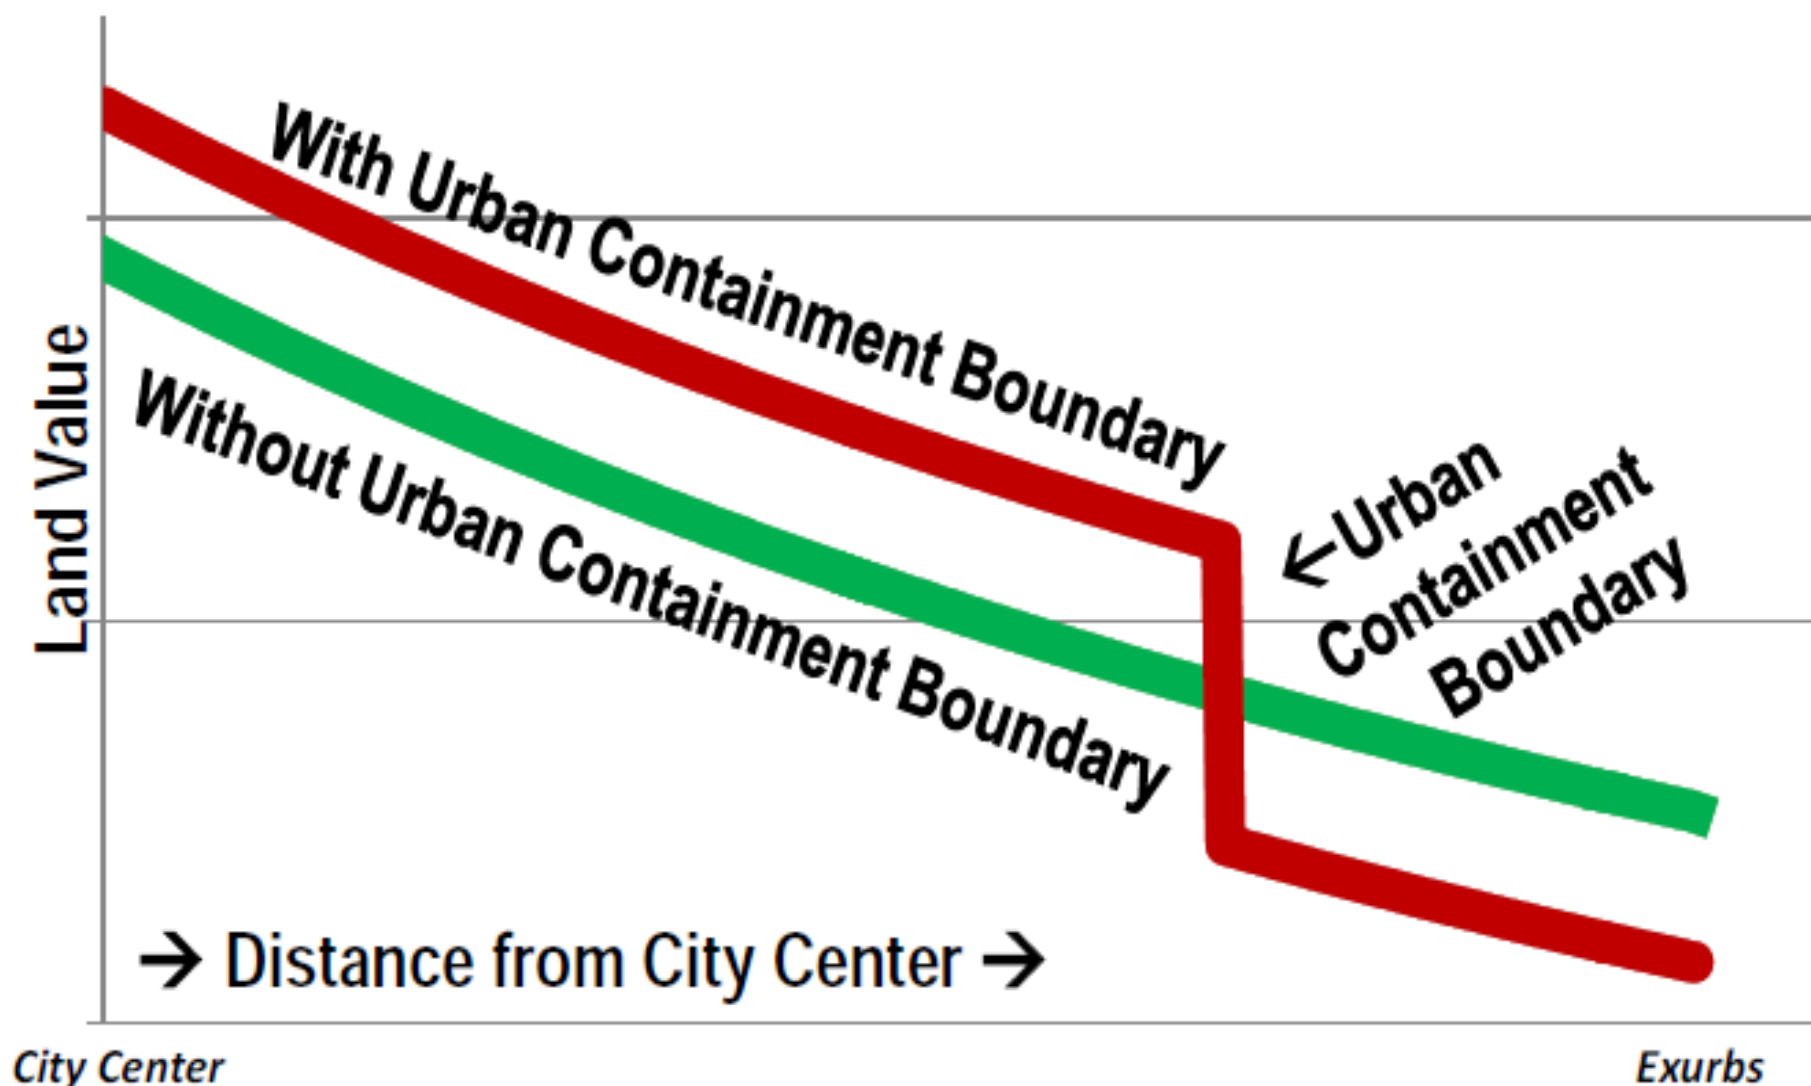 With Urban Containment Boundary
Without Urban Containment Boundary
←Urban
Containment
Boundary
Land Value
→ Distance from City Center →
City Center
Exurbs